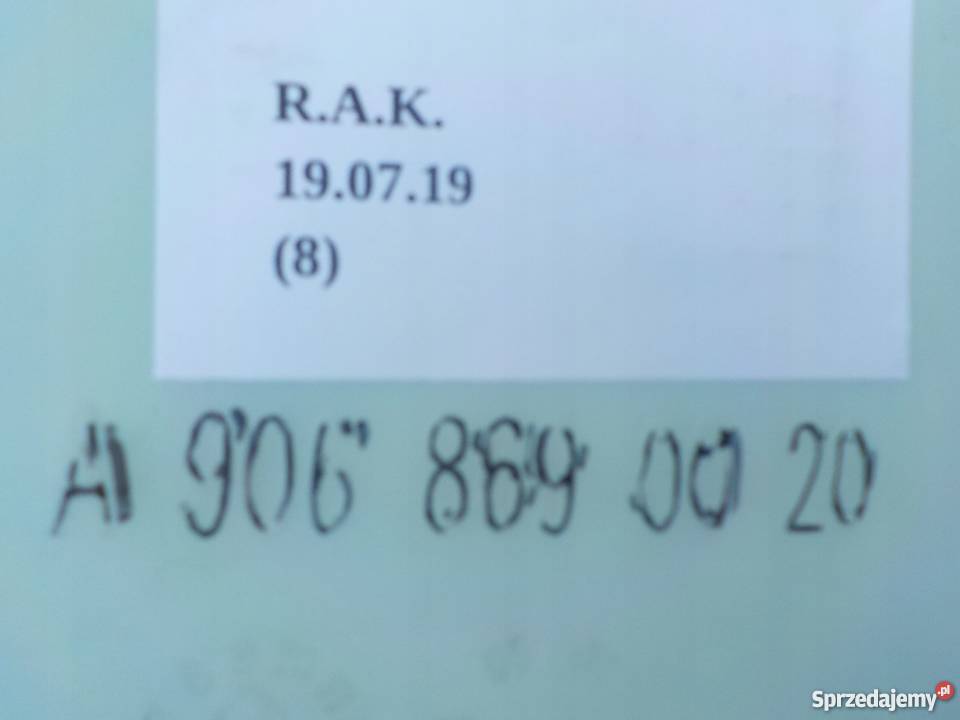 R.A.K.
19.07.19
(8)
A 906 869 00 20
Sprzedajemy.pl